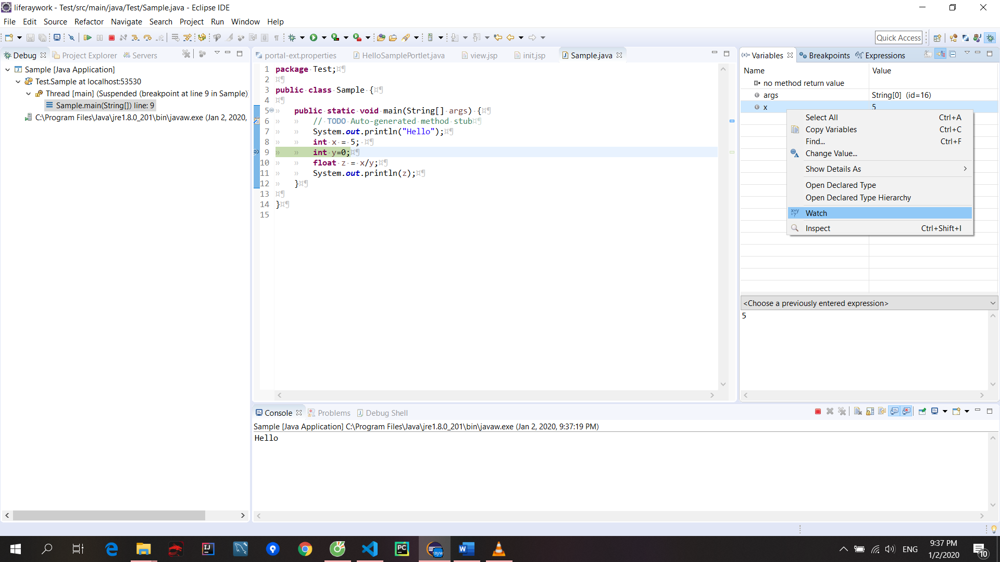 liferaywork - Test/src/main/java/Test/Sample.java - Eclipse IDE
File Edit Source Refactor Navigate Search Project Run Window Help
Quick Access
Debug Project Explorer Servers
Sample [Java Application]
Test.Sample at localhost:53530
Thread [main] (Suspended (breakpoint at line 9 in Sample)
Sample.main(String[]) line: 9
C:\Program Files\Java\jre1.8.0_201\bin\javaw.exe (Jan 2, 2020,
portal-ext.properties HelloSamplePortlet.java view.jsp init.jsp Sample.java
1 package·Test;¤¶
2 ¤¶
3 public·class·Sample·{¤¶
4 ¤¶
5 » public·static·void·main(String[]·args)·{¤¶
6 » » //·TODO·Auto-generated·method·stub¤¶
7 » » System.out.println("Hello");¤¶
8 » » int·x·=·5;·¤¶
9 » » int·y=0;¤¶
10 » » float·z·=·x/y;¤¶
11 » » System.out.println(z);¤¶
12 » }¤¶
13 ¤¶
14 }¤¶
15
(x)= Variables Breakpoints Expressions
Name Value
no method return value
args String[0] (id=16)
x 5
Select All Ctrl+A
Copy Variables Ctrl+C
Find... Ctrl+F
Change Value...
Show Details As
Open Declared Type
Open Declared Type Hierarchy
Watch
Inspect Ctrl+Shift+I
<Choose a previously entered expression>
5
Console Problems Debug Shell
Sample [Java Application] C:\Program Files\Java\jre1.8.0_201\bin\javaw.exe (Jan 2, 2020, 9:37:19 PM)
Hello
ENG
9:37 PM
1/2/2020
10